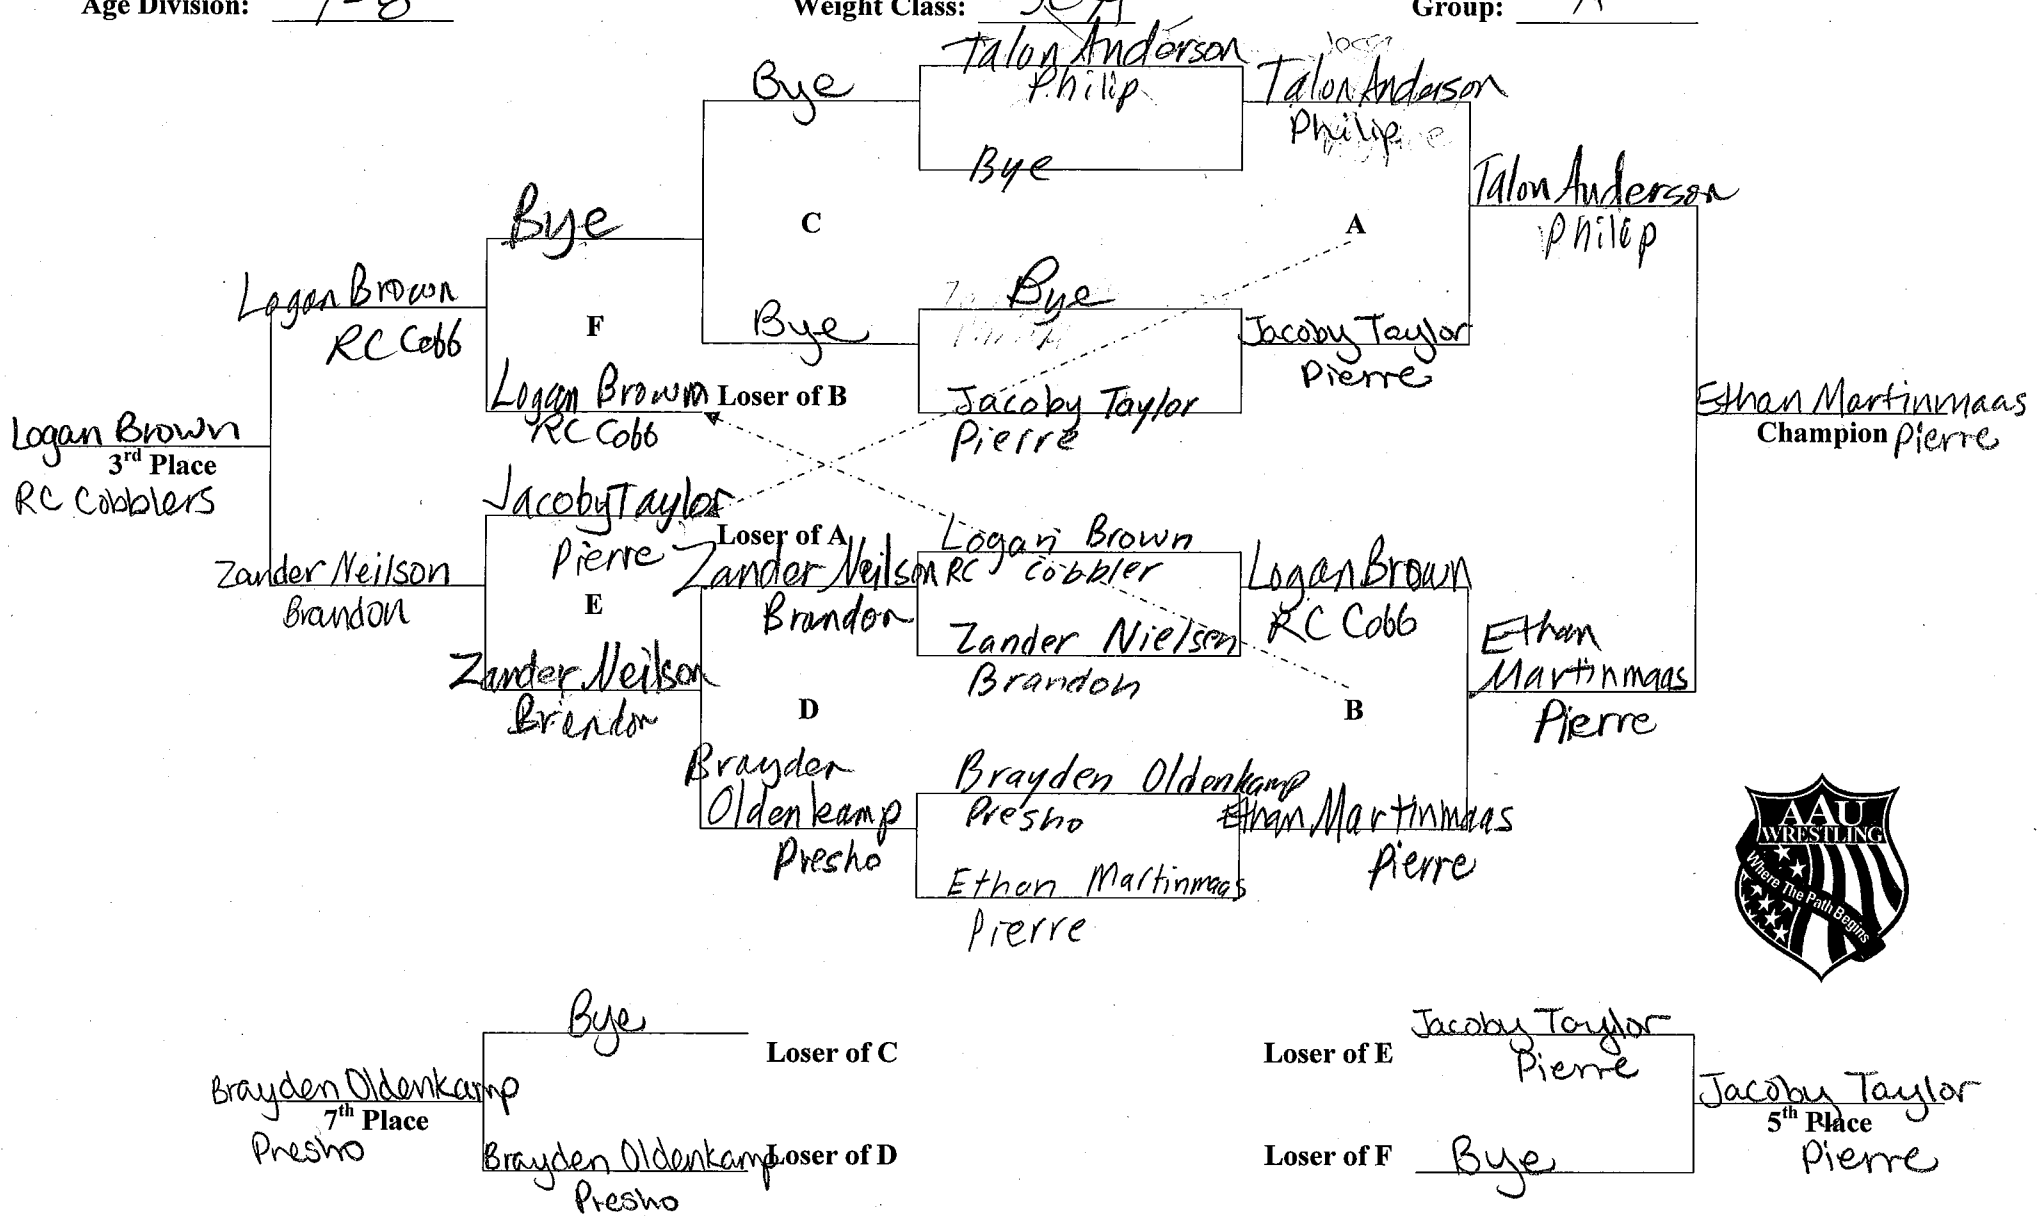 Age Division: 7-8
Weight Class:
Group: A
Talon Anderson
Philip
Bye
Talon Anderson
Philip
Bye
Talon Anderson
Philip
Bye
C
A
Bye
Logan Brown
RC Cobb
F
Bye
Bye
Jacoby Taylor
Pierre
Logan Brown
RC Cobb
Loser of B
Jacoby Taylor
Pierre
Ethan Martinmaas
Champion
Pierre
Logan Brown
3rd Place
RC Cobblers
Jacoby Taylor
Pierre
Loser of A
Logan Brown
RC Cobbler
Zander Neilson
Brandon
E
Zander Neilson
Brandon
Logan Brown
RC Cobb
Zander Nielsen
Brandon
Ethan
Martinmaas
Pierre
Zander Neilson
Brandon
D
B
Brayden
Oldenkamp
Presho
Brayden Oldenkamp
Presho
Ethan Martinmaas
Pierre
Ethan Martinmaas
Pierre
AAU
WRESTLING
Where The Path Begins
Bye
Loser of C
Loser of E
Jacoby Taylor
Pierre
Brayden Oldenkamp
7th Place
Presho
Jacoby Taylor
5th Place
Pierre
Brayden Oldenkamp
Presho
Loser of D
Loser of F
Bye